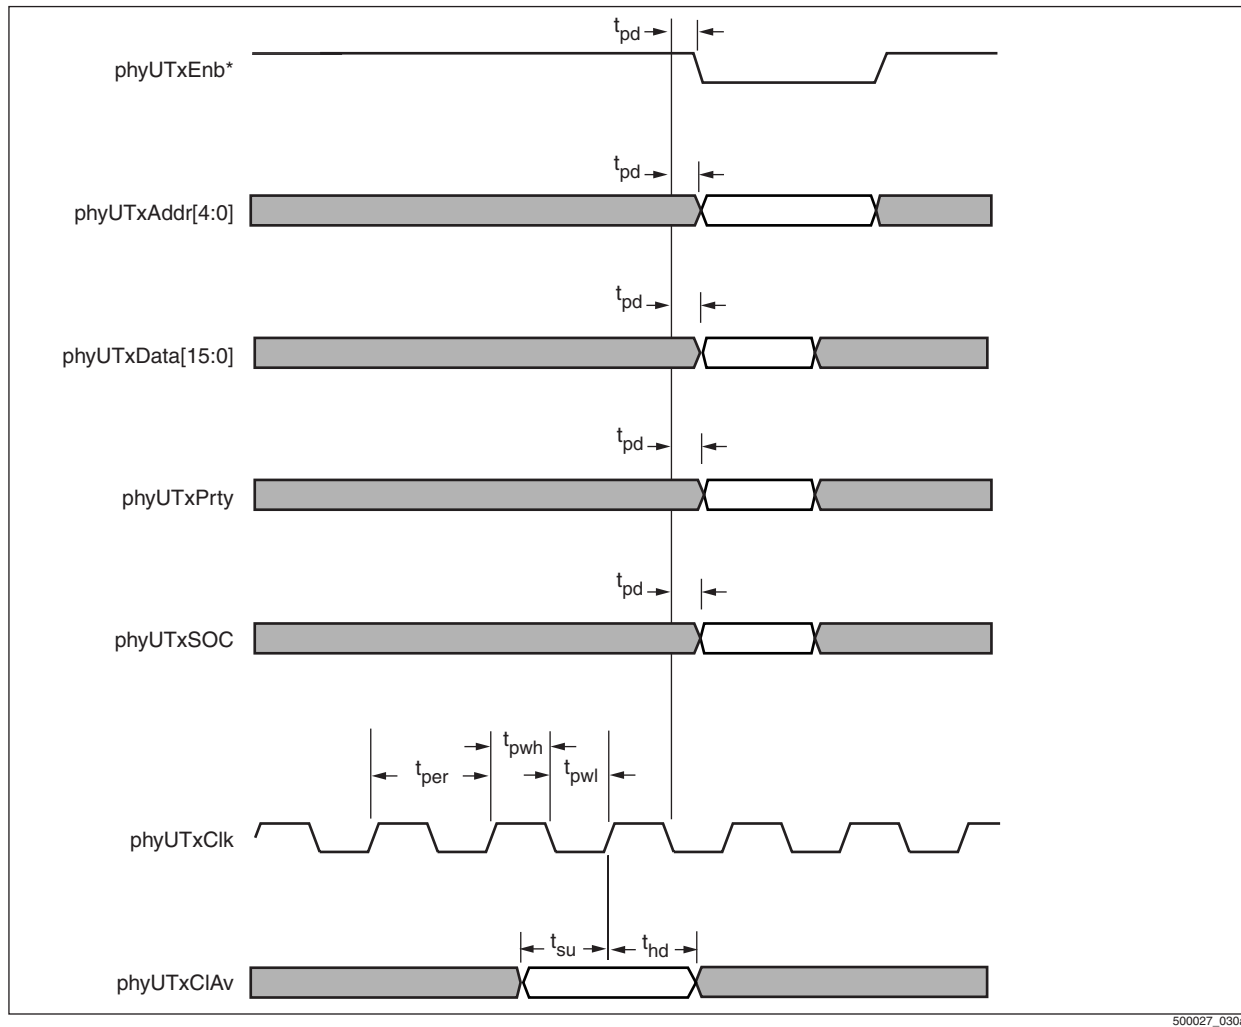 tpd
phyUTxEnb*
tpd
phyUTxAddr[4:0]
tpd
phyUTxData[15:0]
tpd
phyUTxPrty
tpd
phyUTxSOC
tpwh
tper
tpwl
phyUTxClk
tsu
thd
phyUTxClAv